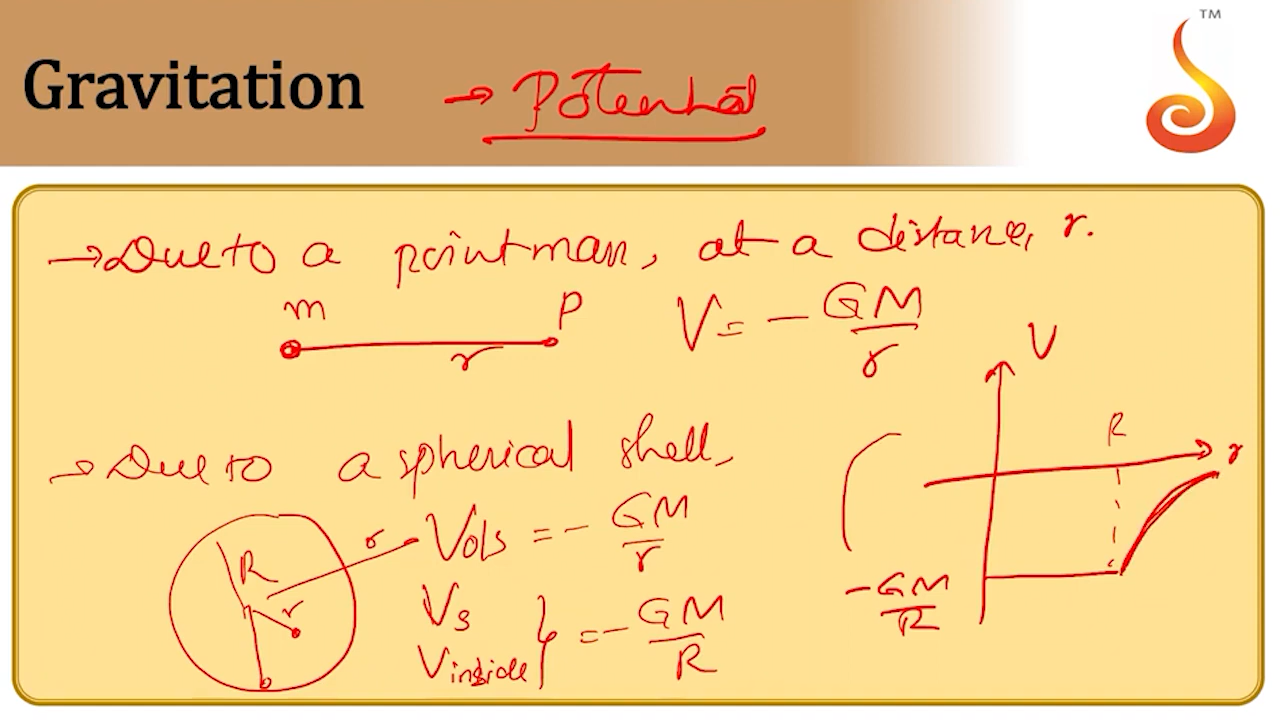 TM
Gravitation → Potential
→ Due to a point mass, at a distance, r.
m P V = - GM/r
r
V
R
r
→ Due to a spherical shell,
R r r
Vo/s = - GM/r
Vs
Vinside } = - GM/R
- GM/R